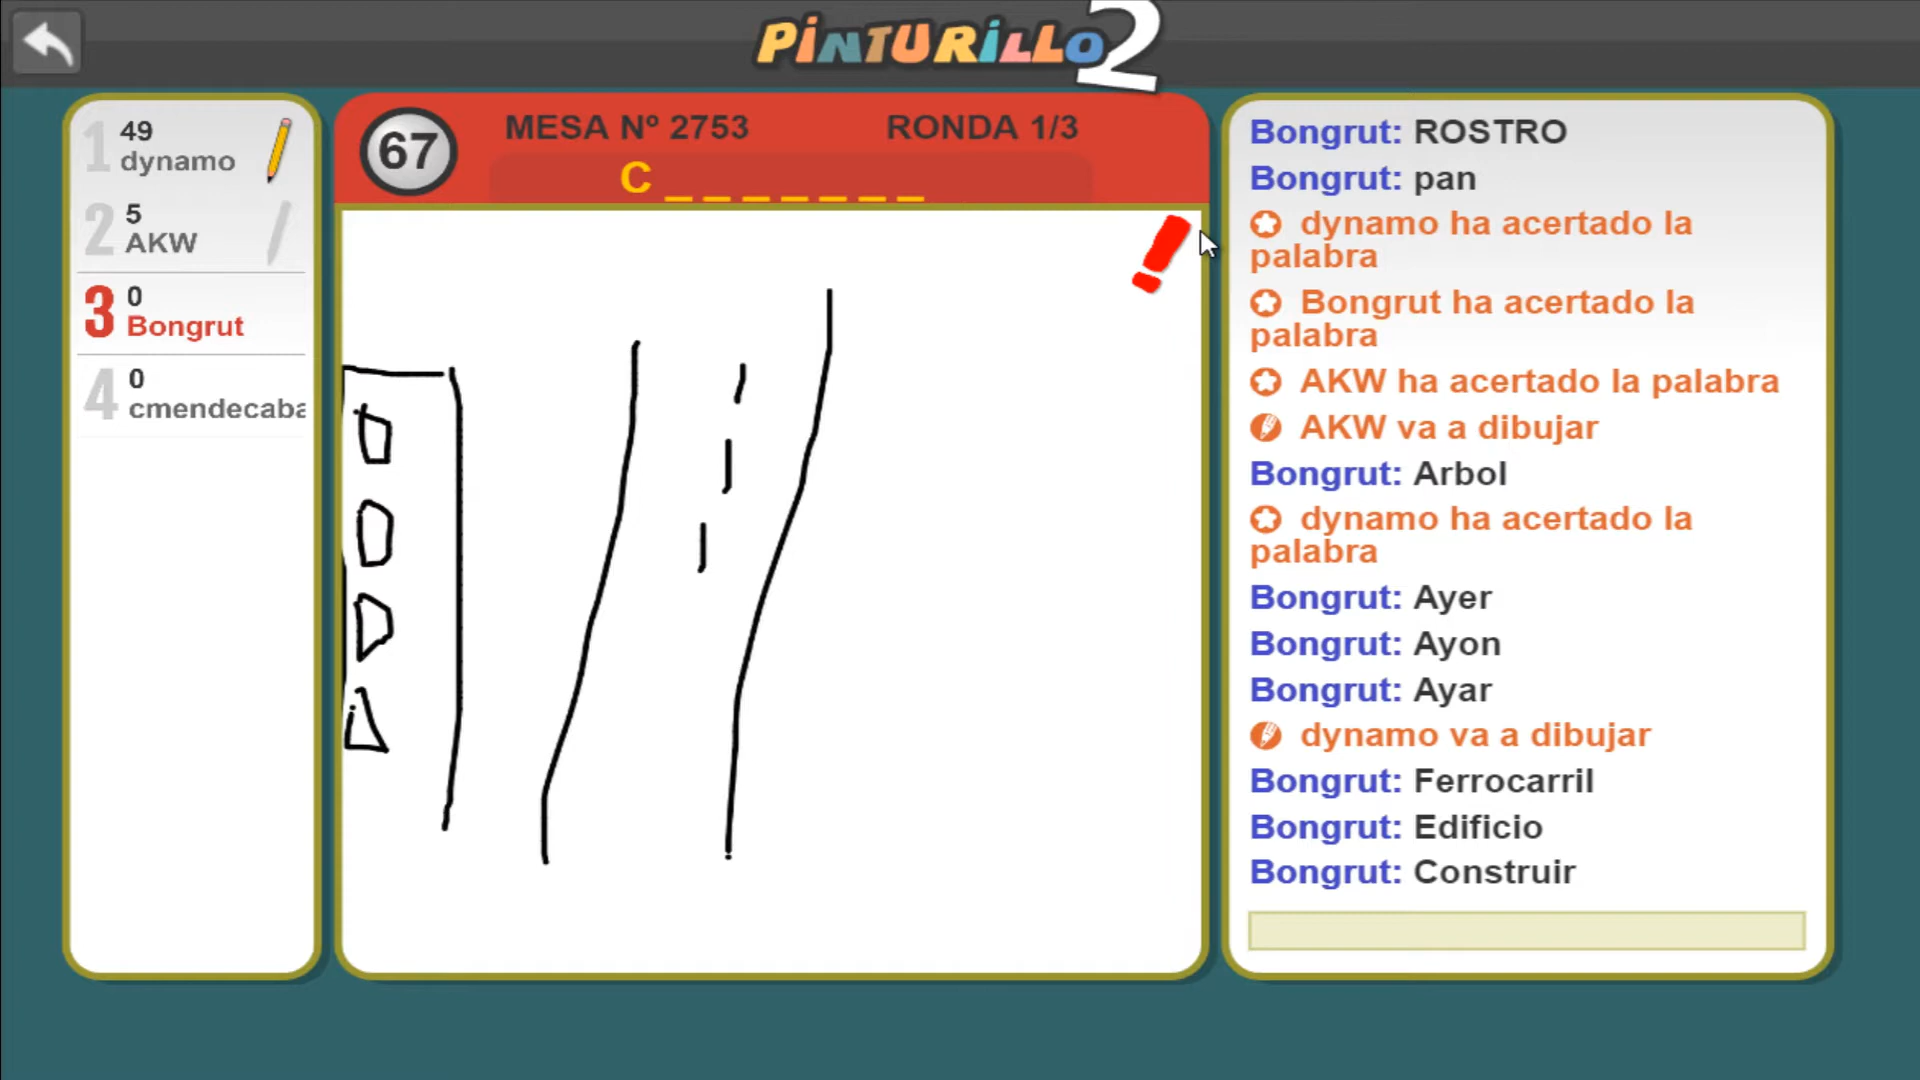 PiNTURiLLO 2
1 49
dynamo
2 5
AKW
3 0
Bongrut
4 0
cmendecaba
67
MESA Nº 2753
RONDA 1/3
C _ _ _ _ _ _ _
Bongrut: ROSTRO
Bongrut: pan
dynamo ha acertado la
palabra
Bongrut ha acertado la
palabra
AKW ha acertado la palabra
AKW va a dibujar
Bongrut: Arbol
dynamo ha acertado la
palabra
Bongrut: Ayer
Bongrut: Ayon
Bongrut: Ayar
dynamo va a dibujar
Bongrut: Ferrocarril
Bongrut: Edificio
Bongrut: Construir